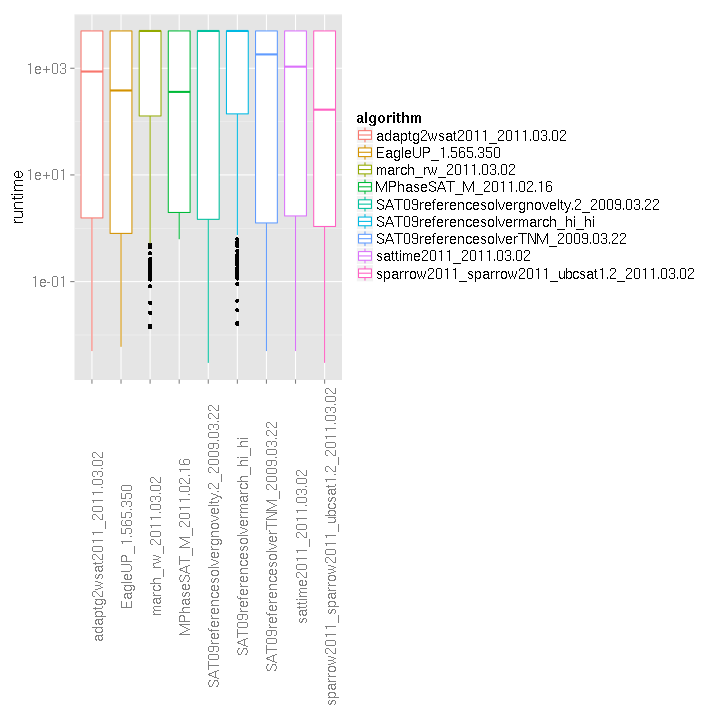 runtime
1e+03
1e+01
1e-01
algorithm
adaptg2wsat2011_2011.03.02
EagleUP_1.565.350
march_rw_2011.03.02
MPhaseSAT_M_2011.02.16
SAT09referencesolvergnovelty.2_2009.03.22
SAT09referencesolvermarch_hi_hi
SAT09referencesolverTNM_2009.03.22
sattime2011_2011.03.02
sparrow2011_sparrow2011_ubcsat1.2_2011.03.02
adaptg2wsat2011_2011.03.02
EagleUP_1.565.350
march_rw_2011.03.02
MPhaseSAT_M_2011.02.16
SAT09referencesolvergnovelty.2_2009.03.22
SAT09referencesolvermarch_hi_hi
SAT09referencesolverTNM_2009.03.22
sattime2011_2011.03.02
sparrow2011_sparrow2011_ubcsat1.2_2011.03.02